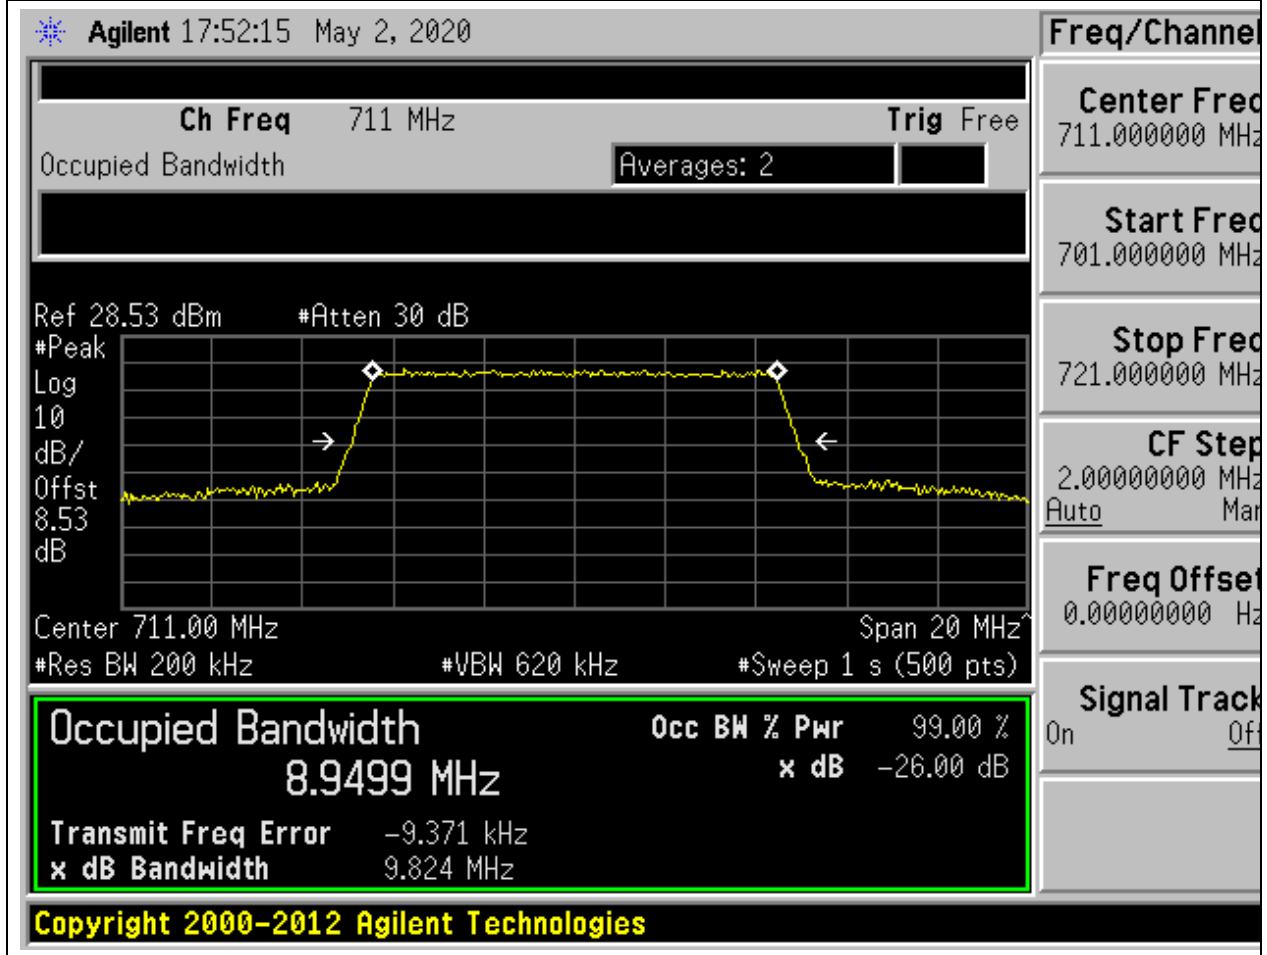 Agilent 17:52:15 May 2, 2020
Ch Freq 711 MHz Trig Free
Occupied Bandwidth Averages: 2
Ref 28.53 dBm #Atten 30 dB
#Peak
Log
10
dB/
Offst
8.53
dB
Center 711.00 MHz Span 20 MHz^
#Res BW 200 kHz #VBW 620 kHz #Sweep 1 s (500 pts)
Occupied Bandwidth
8.9499 MHz
Occ BW % Pwr 99.00 %
x dB -26.00 dB
Transmit Freq Error -9.371 kHz
x dB Bandwidth 9.824 MHz
Copyright 2000-2012 Agilent Technologies
Freq/Channel
Center Freq
711.000000 MHz
Start Freq
701.000000 MHz
Stop Freq
721.000000 MHz
CF Step
2.00000000 MHz
Auto Man
Freq Offset
0.00000000 Hz
Signal Track
On Off